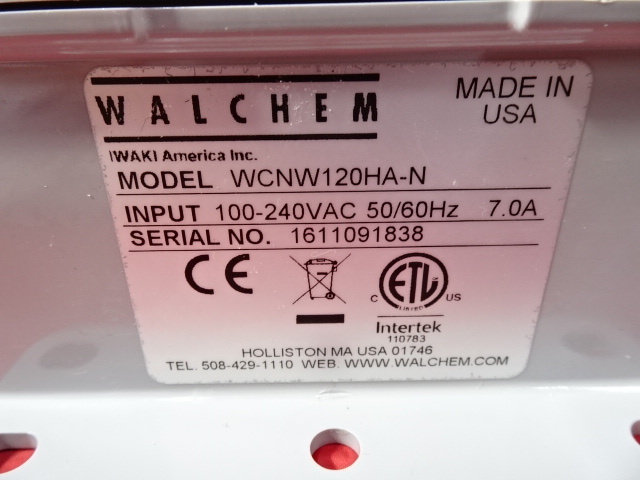 WALCHEM
MADE IN
USA
IWAKI America Inc.
MODEL WCNW120HA-N
INPUT 100-240VAC 50/60Hz 7.0A
SERIAL NO. 1611091838
CE
C ETL US
LISTED
Intertek
110783
HOLLISTON MA USA 01746
TEL. 508-429-1110 WEB. WWW.WALCHEM.COM